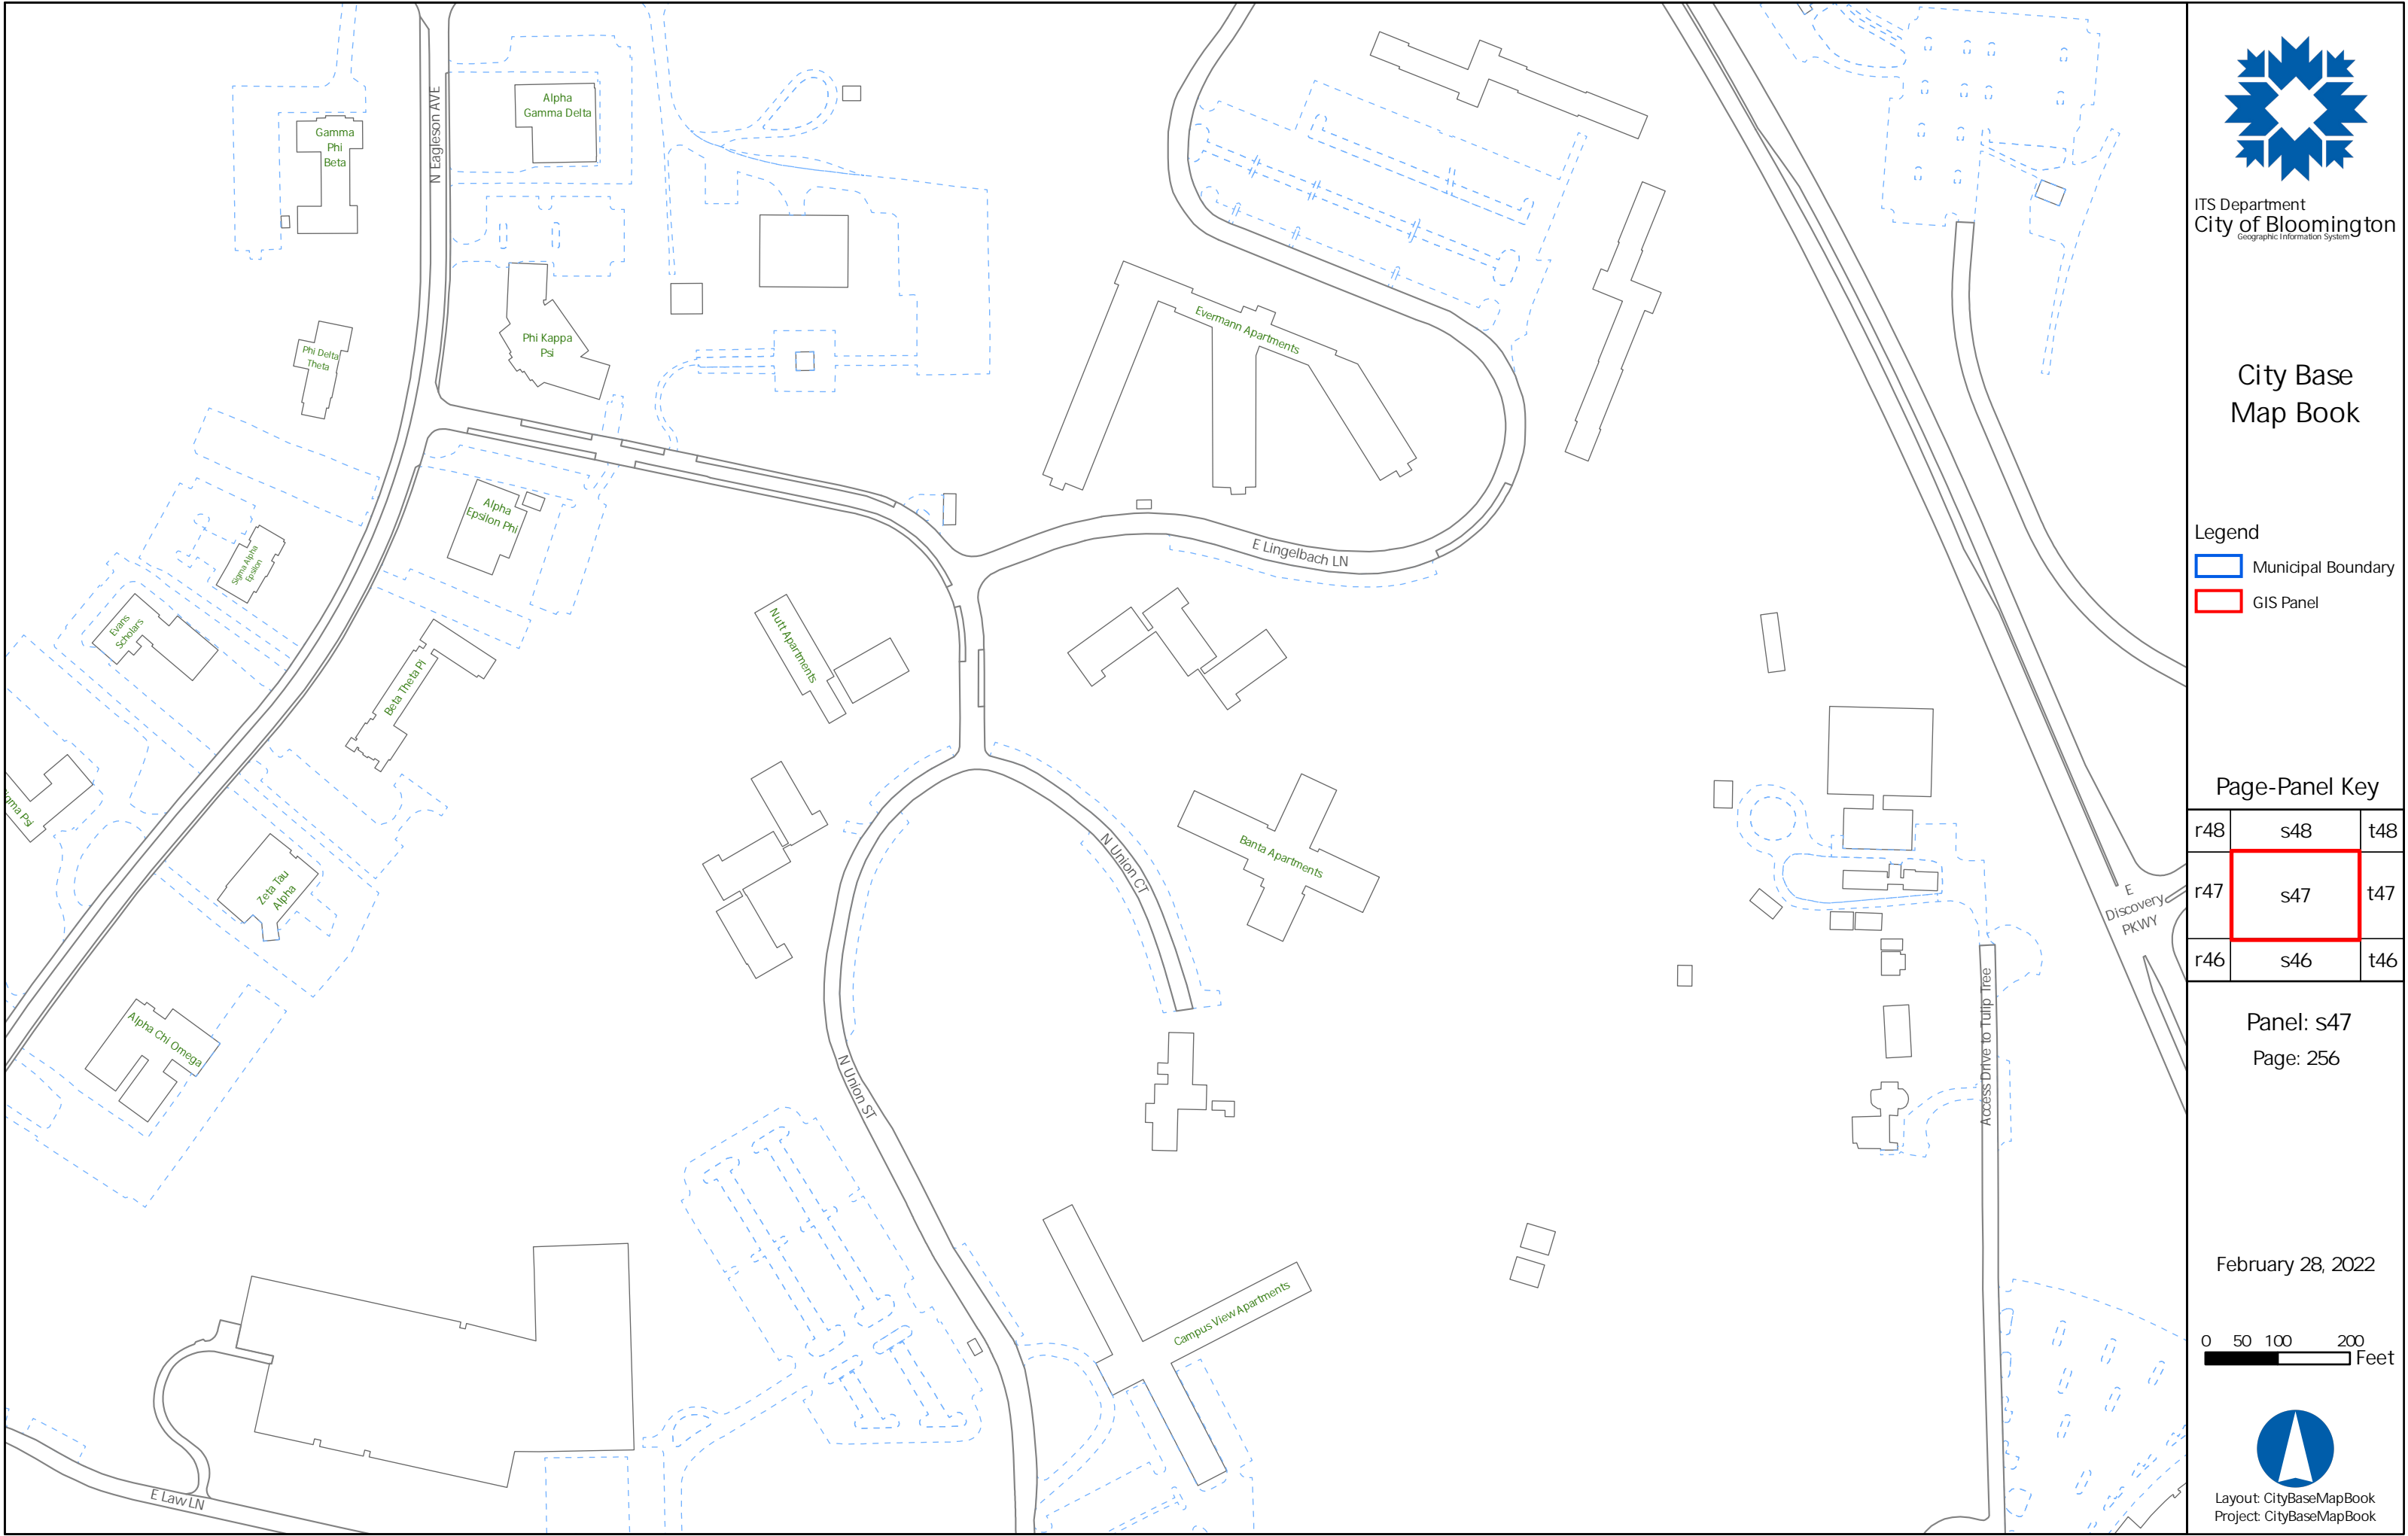 N Eagleson AVE
Alpha
Gamma Delta
Gamma
Phi
Beta
Phi Kappa
Psi
Phi Delta
Theta
Evermann Apartments
Alpha
Epsilon Phi
Sigma Alpha
Epsilon
E Lingelbach LN
Evans
Scholars
Nutt Apartments
Beta Theta Pi
igma Psi
Zeta Tau
Alpha
N Union CT
Banta Apartments
E
Discovery
PKWY
Alpha Chi Omega
N Union ST
Access Drive to Tulip Tree
Campus View Apartments
E Law LN
ITS Department
City of Bloomington
Geographic Information System
City Base
Map Book
Legend
Municipal Boundary
GIS Panel
Page-Panel Key
r48 s48 t48
r47 s47 t47
r46 s46 t46
Panel: s47
Page: 256
February 28, 2022
0 50 100 200
Feet
Layout: CityBaseMapBook
Project: CityBaseMapBook